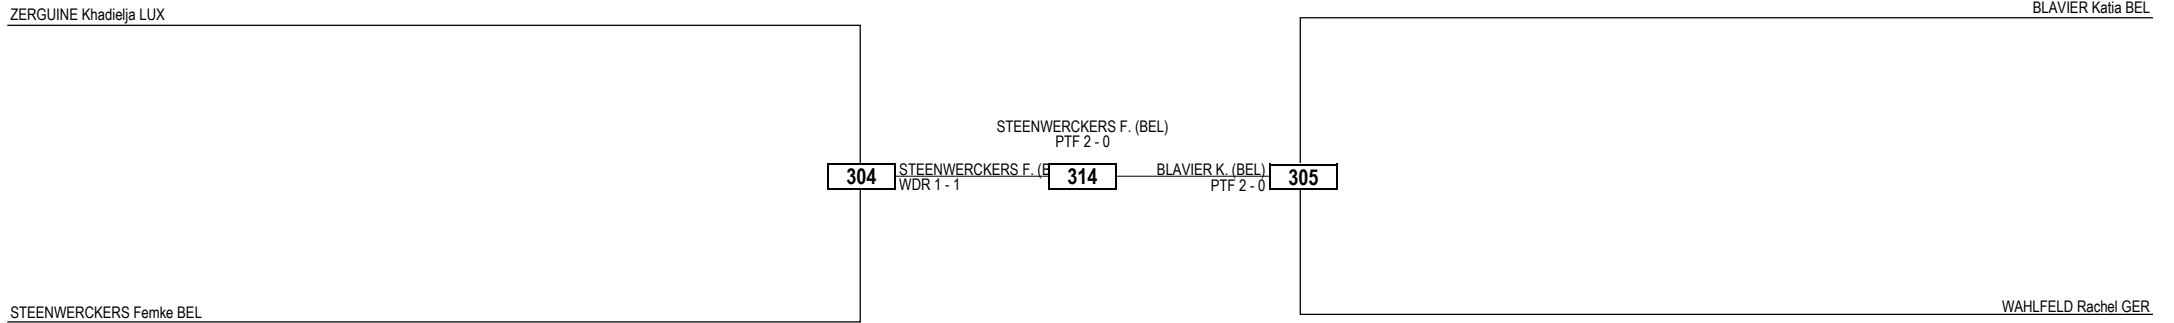 ZERGUINE Khadielja LUX
BLAVIER Katia BEL
STEENWERCKERS F. (BEL)
PTF 2 - 0
304
STEENWERCKERS F. (B
WDR 1 - 1
314
BLAVIER K. (BEL)
PTF 2 - 0
305
STEENWERCKERS Femke BEL
WAHLFELD Rachel GER